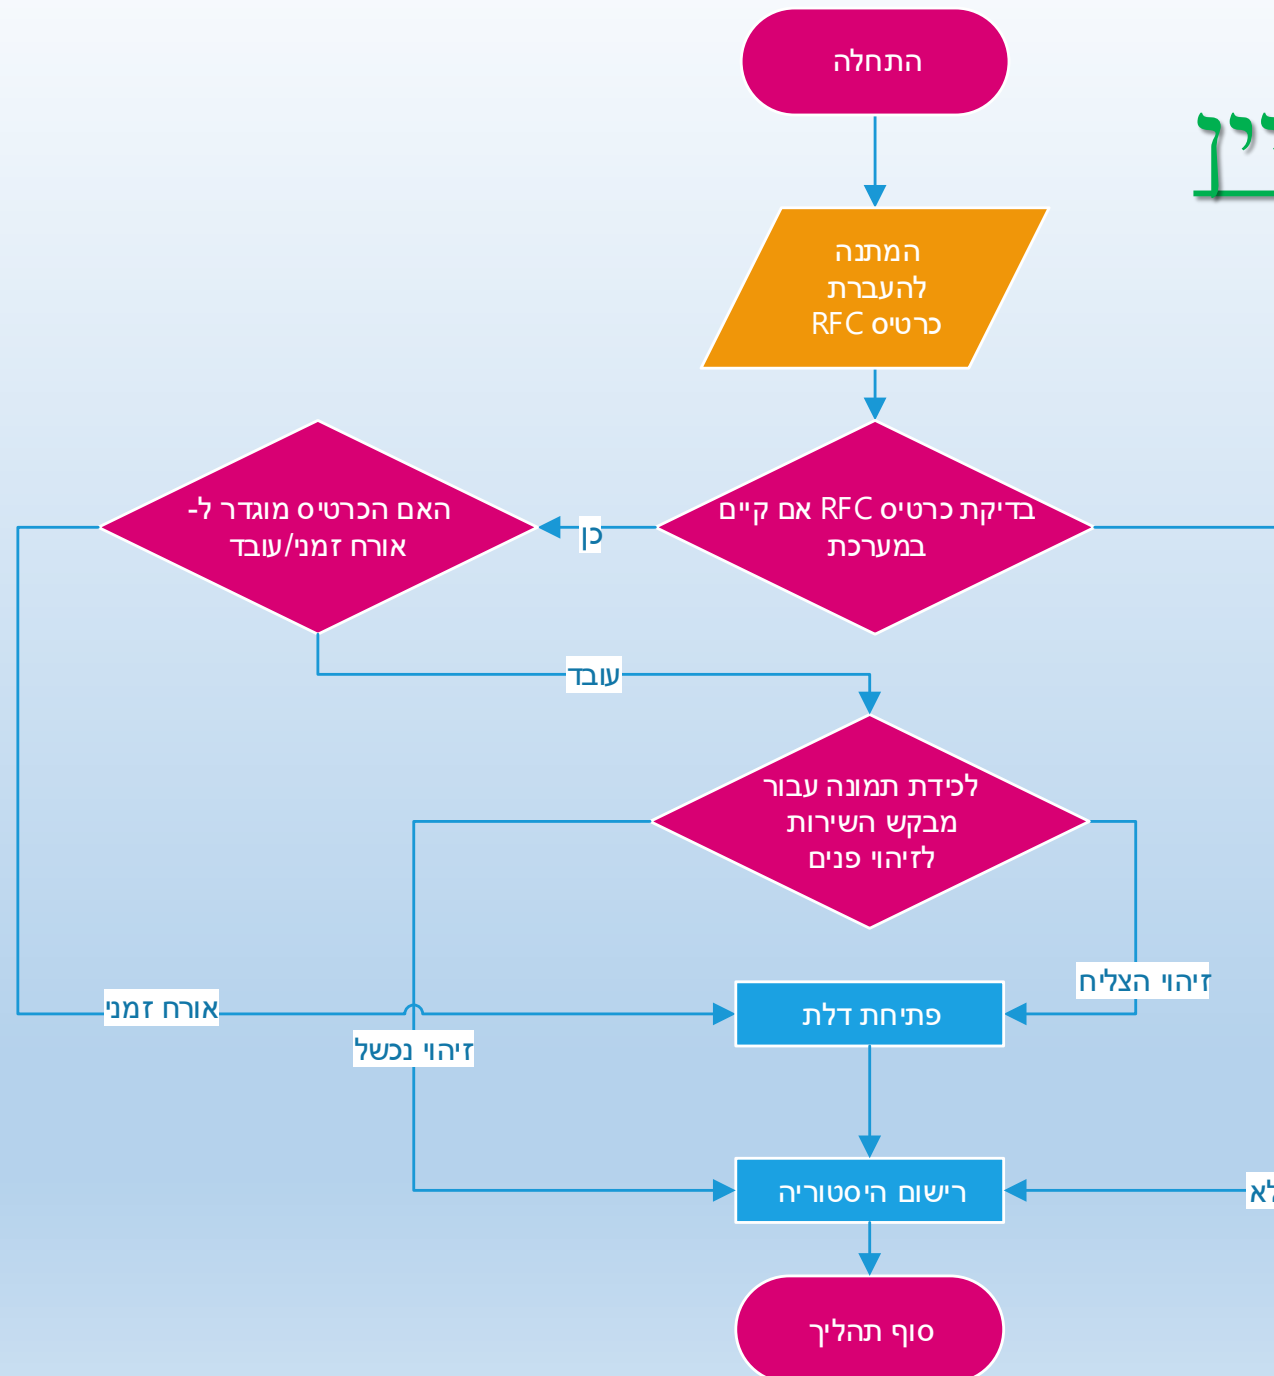 התחלה
המתנה
להעברת
כרטיס RFC
בדיקת כרטיס RFC אם קיים
במערכת
כן
האם הכרטיס מוגדר ל-
אורח זמני/עובד
עובד
לכידת תמונה עבור
מבקש השירות
לזיהוי פנים
זיהוי הצליח
אורח זמני
פתיחת דלת
זיהוי נכשל
רישום היסטוריה
לא
סוף תהליך